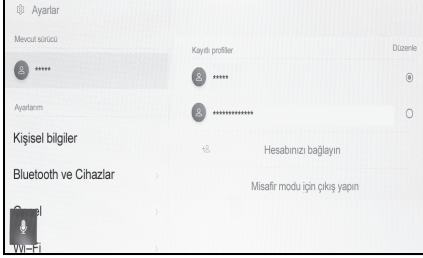 Ayarlar
Mevcut sürücü
*****
Ayarlarım
Kişisel bilgiler
Bluetooth ve Cihazlar
Wi-Fi
Kayıtlı profiller
Düzenle
*****
*************
Hesabınızı bağlayın
Misafir modu için çıkış yapın